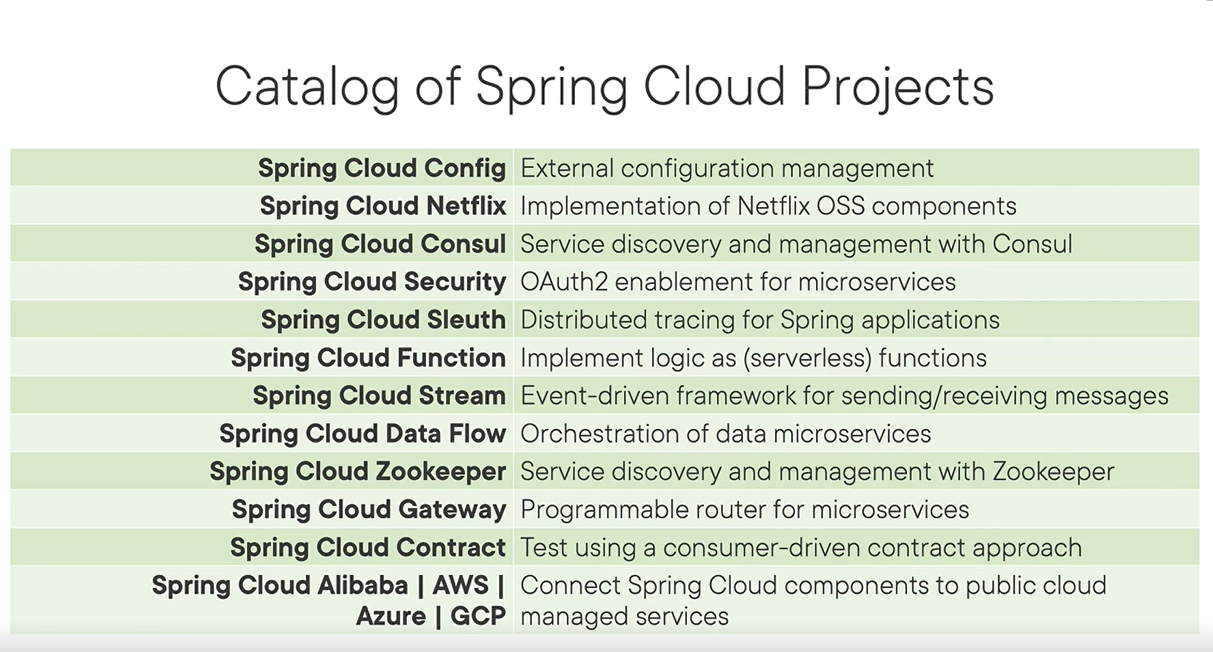 Catalog of Spring Cloud Projects
Spring Cloud Config External configuration management
Spring Cloud Netflix Implementation of Netflix OSS components
Spring Cloud Consul Service discovery and management with Consul
Spring Cloud Security OAuth2 enablement for microservices
Spring Cloud Sleuth Distributed tracing for Spring applications
Spring Cloud Function Implement logic as (serverless) functions
Spring Cloud Stream Event-driven framework for sending/receiving messages
Spring Cloud Data Flow Orchestration of data microservices
Spring Cloud Zookeeper Service discovery and management with Zookeeper
Spring Cloud Gateway Programmable router for microservices
Spring Cloud Contract Test using a consumer-driven contract approach
Spring Cloud Alibaba | AWS |
Azure | GCP
Connect Spring Cloud components to public cloud
managed services